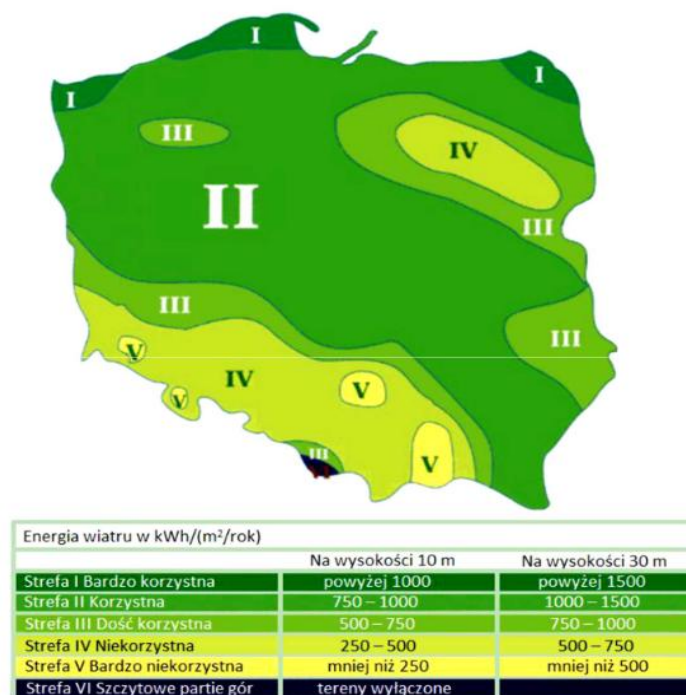 I
I
I
III
IV
II
III
III
III
V
IV
V
V
III
V
Energia wiatru w kWh/(m²/rok)
Na wysokości 10 m Na wysokości 30 m
Strefa I Bardzo korzystna powyżej 1000 powyżej 1500
Strefa II Korzystna 750 – 1000 1000 – 1500
Strefa III Dość korzystna 500 – 750 750 – 1000
Strefa IV Niekorzystna 250 – 500 500 – 750
Strefa V Bardzo niekorzystna mniej niż 250 mniej niż 500
Strefa VI Szczytowe partie gór tereny wyłączone